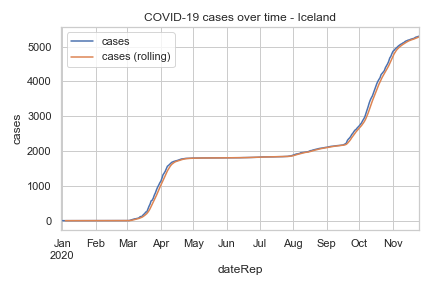 COVID-19 cases over time - Iceland
cases
cases (rolling)
5000
4000
3000
2000
1000
0
cases
Jan Feb Mar Apr May Jun Jul Aug Sep Oct Nov
2020
dateRep